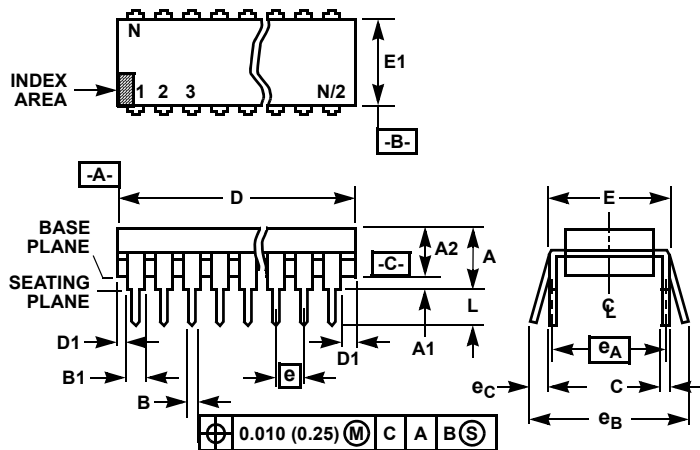 N
E1
INDEX
AREA
1 2 3 N/2
-B-
-A-
D
E
BASE
PLANE
A2
A
-C-
SEATING
PLANE
L
℄
D1
A1
D1
eA
B1
e
eC
C
B
eB
⌖ 0.010 (0.25) Ⓜ C A B Ⓢ